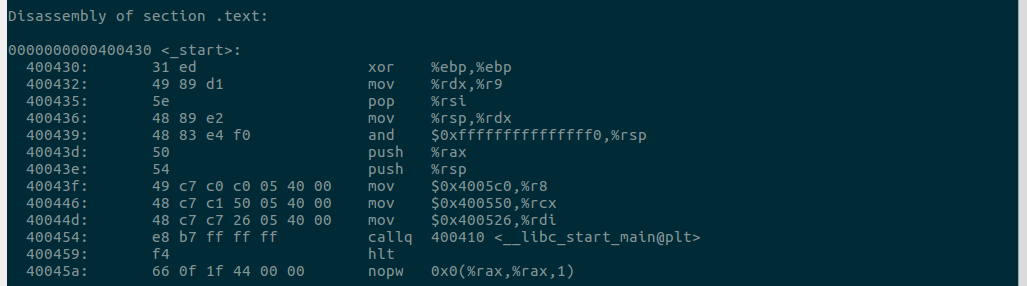 Disassembly of section .text:
0000000000400430 <_start>:
400430: 31 ed xor %ebp,%ebp
400432: 49 89 d1 mov %rdx,%r9
400435: 5e pop %rsi
400436: 48 89 e2 mov %rsp,%rdx
400439: 48 83 e4 f0 and $0xfffffffffffffff0,%rsp
40043d: 50 push %rax
40043e: 54 push %rsp
40043f: 49 c7 c0 c0 05 40 00 mov $0x4005c0,%r8
400446: 48 c7 c1 50 05 40 00 mov $0x400550,%rcx
40044d: 48 c7 c7 26 05 40 00 mov $0x400526,%rdi
400454: e8 b7 ff ff ff callq 400410 <__libc_start_main@plt>
400459: f4 hlt
40045a: 66 0f 1f 44 00 00 nopw 0x0(%rax,%rax,1)